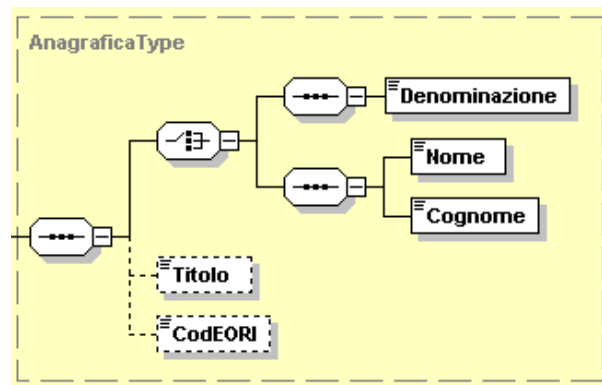 AnagraficaType
Denominazione
Nome
Cognome
Titolo
CodEORI